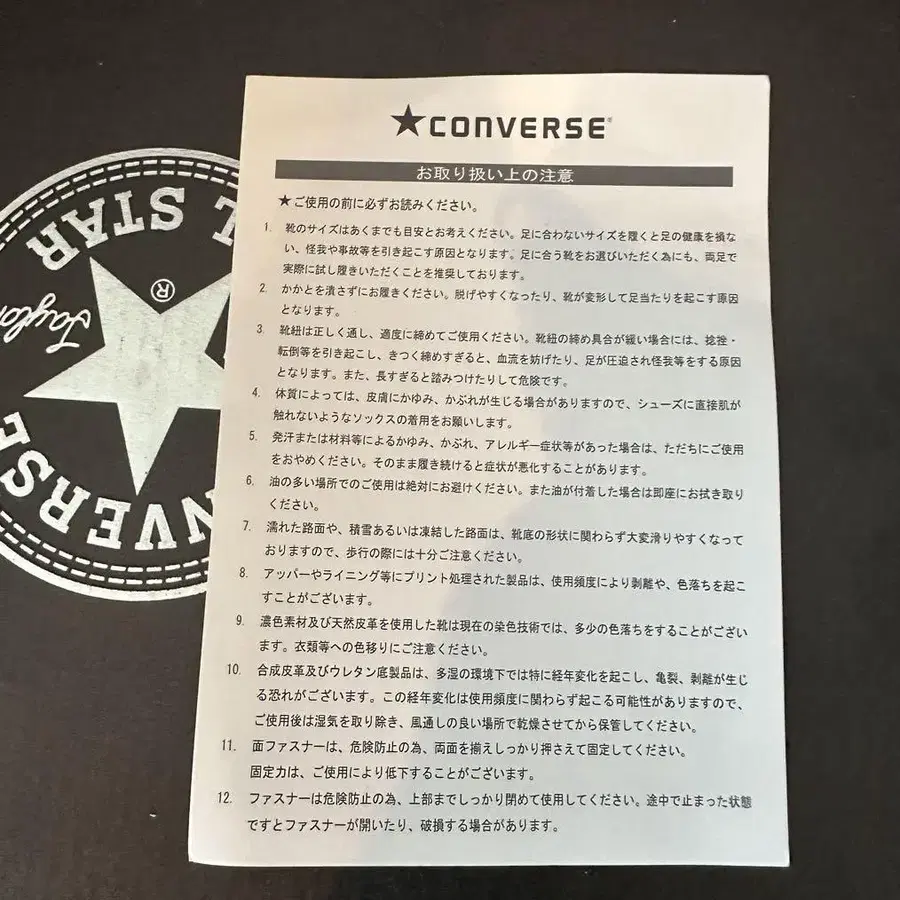 ★CONVERSE®
お取り扱い上の注意
★ご使用の前に必ずお読みください。
1. 靴のサイズはあくまでも目安とお考えください。足に合わないサイズを履くと足の健康を損な
い、怪我や事故等を引き起こす原因となります。足に合う靴をお選びいただく為にも、両足で
実際に試し履きいただくことを推奨しております。
2. かかとを潰さずにお履きください。脱げやすくなったり、靴が変形して足当たりを起こす原因
となります。
3. 靴紐は正しく通し、適度に締めてご使用ください。靴紐の締め具合が緩い場合には、捻挫・
転倒等を引き起こし、きつく締めすぎると、血流を妨げたり、足が圧迫され怪我等をする原因
となります。また、長すぎると踏みつけたりして危険です。
4. 体質によっては、皮膚にかゆみ、かぶれが生じる場合がありますので、シューズに直接肌が
触れないようなソックスの着用をお願いします。
5. 発汗または材料等によるかゆみ、かぶれ、アレルギー症状等があった場合は、ただちにご使用
をおやめください。そのまま履き続けると症状が悪化することがあります。
6. 油の多い場所でのご使用は絶対にお避けください。また油が付着した場合は即座にお拭き取り
ください。
7. 濡れた路面や、積雪あるいは凍結した路面は、靴底の形状に関わらず大変滑りやすくなって
おりますので、歩行の際には十分ご注意ください。
8. アッパーやライニング等にプリント処理された製品は、使用頻度により剥離や、色落ちを起こ
すことがございます。
9. 濃色素材及び天然皮革を使用した靴は現在の染色技術では、多少の色落ちをすることがござい
ます。衣類等への色移りにご注意ください。
10. 合成皮革及びウレタン底製品は、多湿の環境下では特に経年変化を起こし、亀裂、剥離が生じ
る恐れがございます。この経年変化は使用頻度に関わらず起こる可能性がありますので、
ご使用後は湿気を取り除き、風通しの良い場所で乾燥させてから保管してください。
11. 面ファスナーは、危険防止の為、両面を揃えしっかり押さえて固定してください。
固定力は、ご使用により低下することがございます。
12. ファスナーは危険防止の為、上部までしっかり閉めて使用してください。途中で止まった状態
ですとファスナーが開いたり、破損する場合があります。
STAR
®